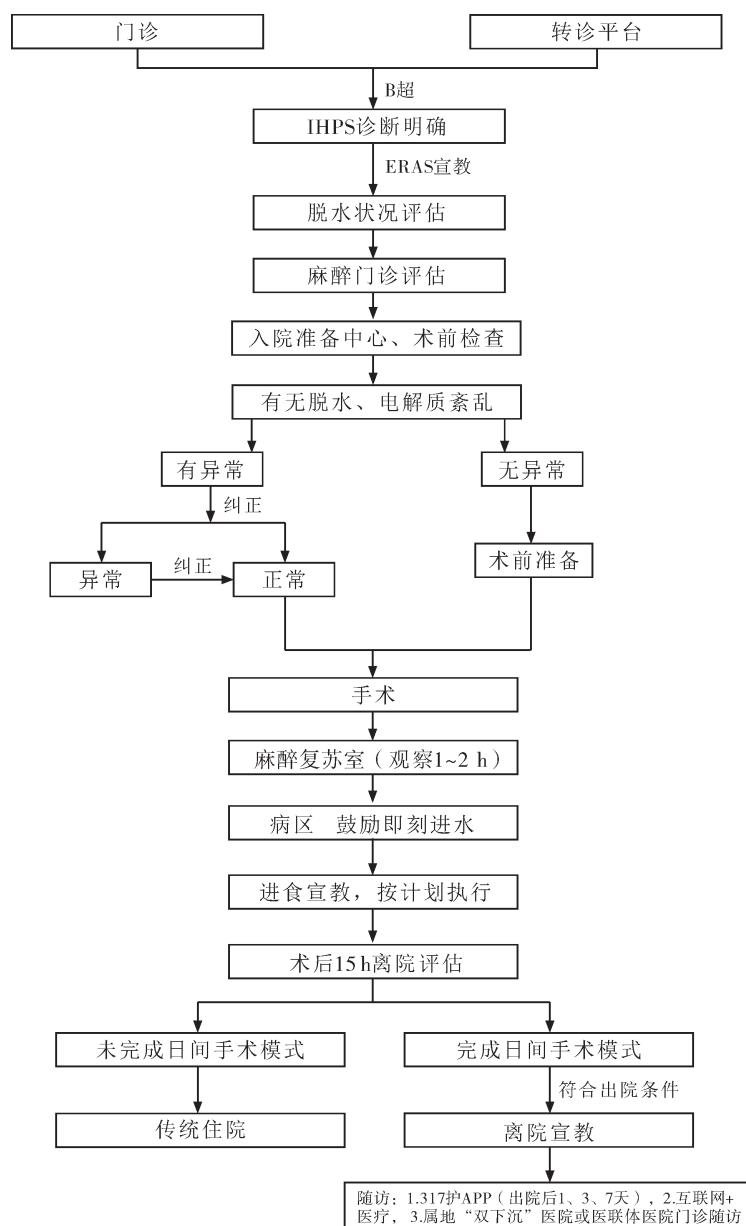 门诊
转诊平台
B超
IHPS诊断明确
ERAS宣教
脱水状况评估
麻醉门诊评估
入院准备中心、术前检查
有无脱水、电解质紊乱
有异常
无异常
纠正
异常
纠正
正常
术前准备
手术
麻醉复苏室（观察1~2 h）
病区 鼓励即刻进水
进食宣教，按计划执行
术后15h离院评估
未完成日间手术模式
完成日间手术模式
符合出院条件
传统住院
离院宣教
随访：1.317护APP（出院后1、3、7天），2.互联网+
医疗，3.属地“双下沉”医院或医联体医院门诊随访